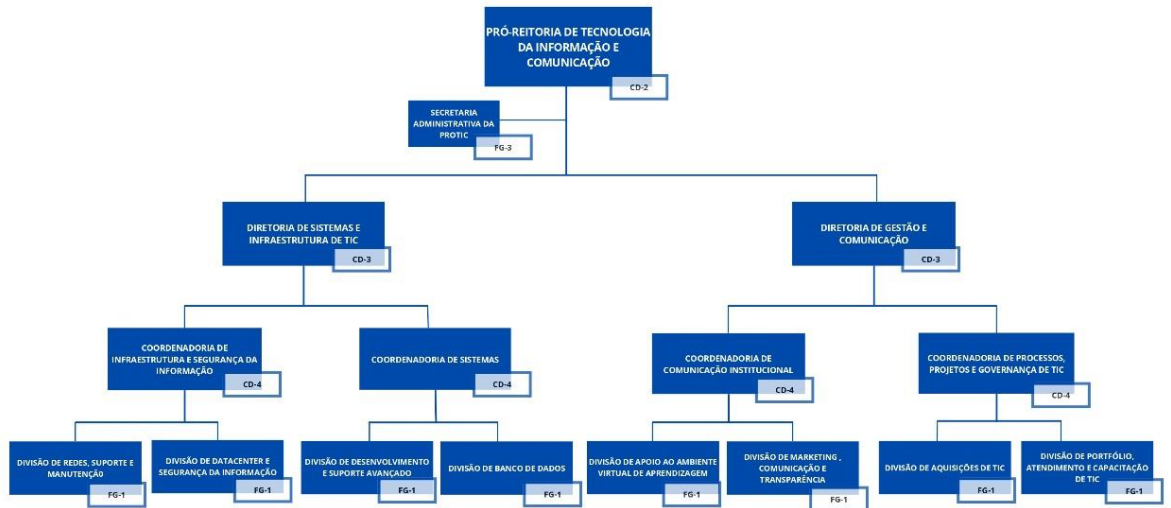 PRÓ-REITORIA DE TECNOLOGIA
DA INFORMAÇÃO E
COMUNICAÇÃO
CD-2
SECRETARIA
ADMINISTRATIVA DA
PROTIC
FG-3
DIRETORIA DE SISTEMAS E
INFRAESTRUTURA DE TIC
CD-3
DIRETORIA DE GESTÃO E
COMUNICAÇÃO
CD-3
COORDENADORIA DE
INFRAESTRUTURA E SEGURANÇA DA
INFORMAÇÃO
CD-4
COORDENADORIA DE SISTEMAS
CD-4
COORDENADORIA DE
COMUNICAÇÃO INSTITUCIONAL
CD-4
COORDENADORIA DE PROCESSOS,
PROJETOS E GOVERNANÇA DE TIC
CD-4
DIVISÃO DE REDES, SUPORTE E
MANUTENÇÃO
FG-1
DIVISÃO DE DATACENTER E
SEGURANÇA DA INFORMAÇÃO
FG-1
DIVISÃO DE DESENVOLVIMENTO
E SUPORTE AVANÇADO
FG-1
DIVISÃO DE BANCO DE DADOS
FG-1
DIVISÃO DE APOIO AO AMBIENTE
VIRTUAL DE APRENDIZAGEM
FG-1
DIVISÃO DE MARKETING ,
COMUNICAÇÃO E
TRANSPARÊNCIA
FG-1
DIVISÃO DE AQUISIÇÕES DE TIC
FG-1
DIVISÃO DE PORTFÓLIO,
ATENDIMENTO E CAPACITAÇÃO
DE TIC
FG-1